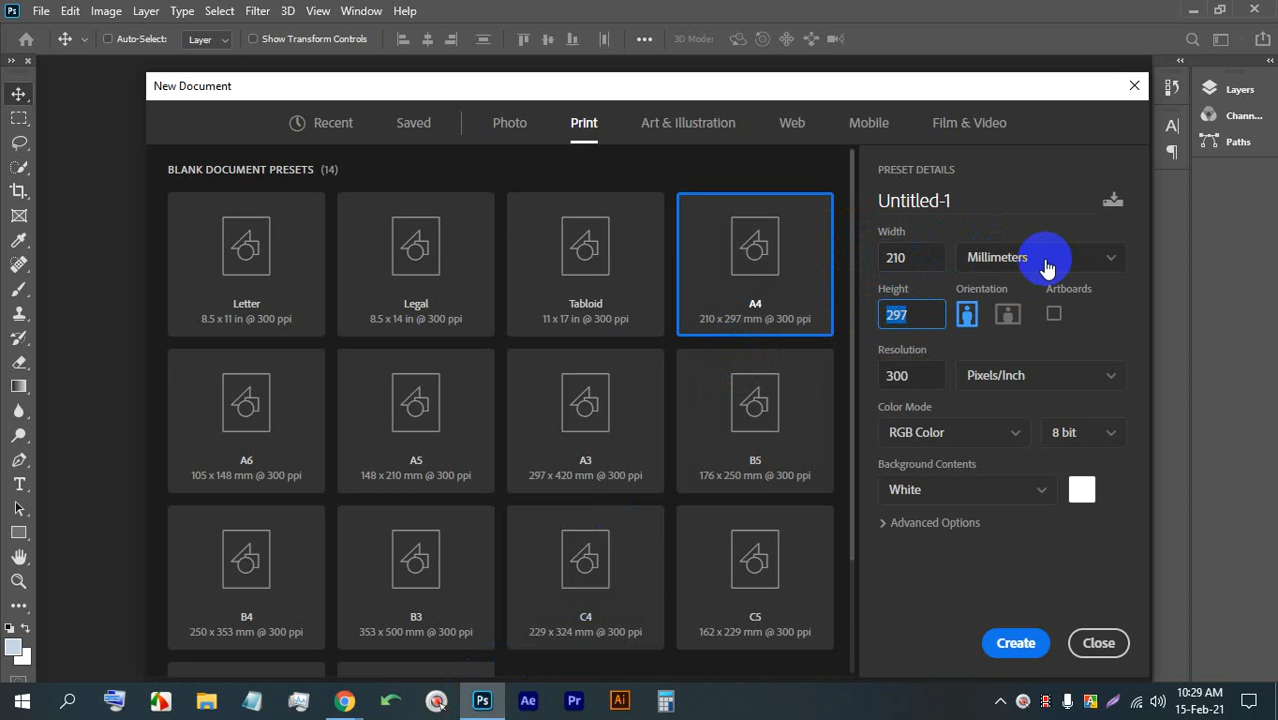 Ps File Edit Image Layer Type Select Filter 3D View Window Help
Auto-Select: Layer Show Transform Controls 3D Mode:
New Document
Recent Saved Photo Print Art & Illustration Web Mobile Film & Video
BLANK DOCUMENT PRESETS (14)
Letter
8.5 x 11 in @ 300 ppi
Legal
8.5 x 14 in @ 300 ppi
Tabloid
11 x 17 in @ 300 ppi
A4
210 x 297 mm @ 300 ppi
A6
105 x 148 mm @ 300 ppi
A5
148 x 210 mm @ 300 ppi
A3
297 x 420 mm @ 300 ppi
B5
176 x 250 mm @ 300 ppi
B4
250 x 353 mm @ 300 ppi
B3
353 x 500 mm @ 300 ppi
C4
229 x 324 mm @ 300 ppi
C5
162 x 229 mm @ 300 ppi
PRESET DETAILS
Untitled-1
Width
210 Millimeters
Height Orientation Artboards
297
Resolution
300 Pixels/Inch
Color Mode
RGB Color 8 bit
Background Contents
White
Advanced Options
Create Close
Layers
Chann...
Paths
Ps Ae Pr Ai
10:29 AM
15-Feb-21